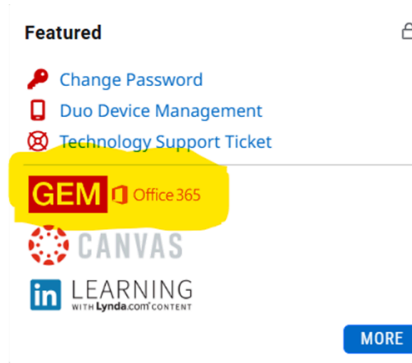 Featured
Change Password
Duo Device Management
Technology Support Ticket
GEM Office 365
CANVAS
in LEARNING
WITH Lynda.com® CONTENT
MORE